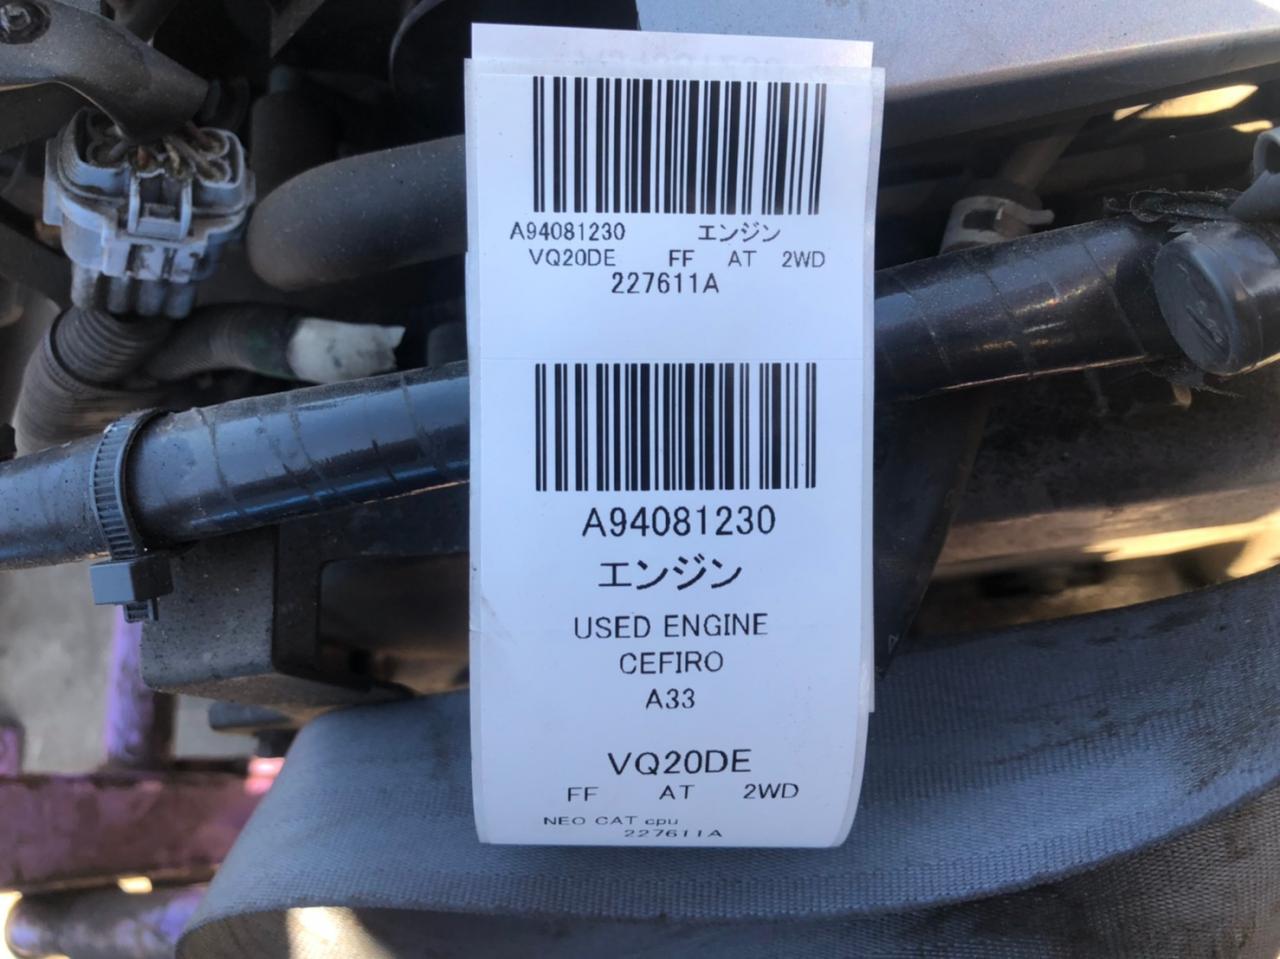 A94081230 エンジン
VQ20DE FF AT 2WD
227611A
A94081230
エンジン
USED ENGINE
CEFIRO
A33
VQ20DE
FF AT 2WD
NEO CAT cpu
227611A